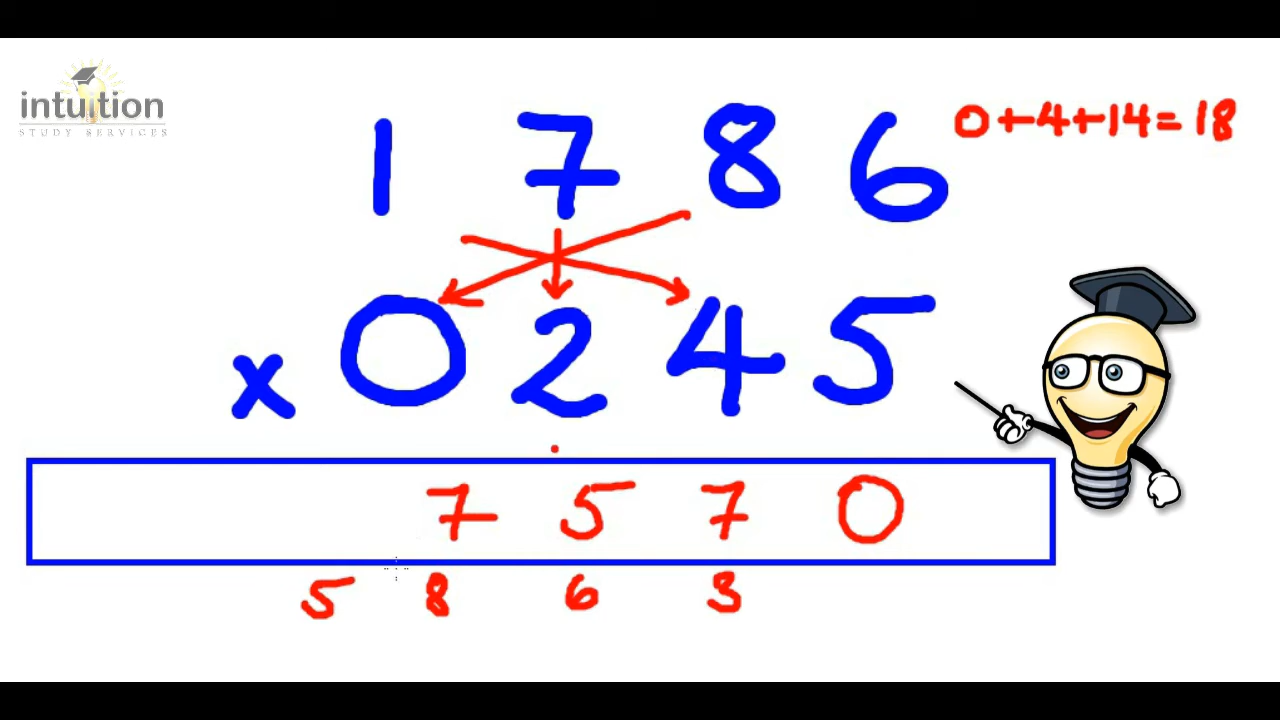 intuition
STUDY SERVICES
0+4+14=18
1 7 8 6
x 0 2 4 5
7 5 7 0
5 8 6 3